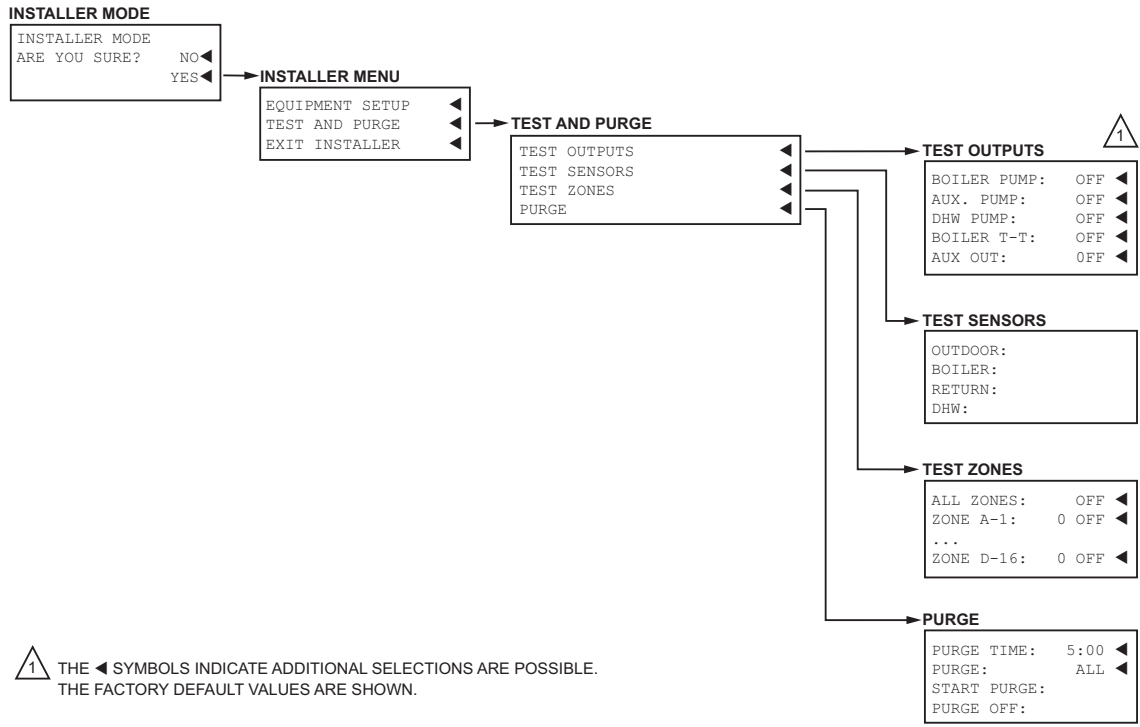 INSTALLER MODE
INSTALLER MODE
ARE YOU SURE? NO◀
YES◀
INSTALLER MENU
EQUIPMENT SETUP ◀
TEST AND PURGE ◀
EXIT INSTALLER ◀
TEST AND PURGE
TEST OUTPUTS ◀
TEST SENSORS ◀
TEST ZONES ◀
PURGE ◀
1
TEST OUTPUTS
BOILER PUMP: OFF ◀
AUX. PUMP: OFF ◀
DHW PUMP: OFF ◀
BOILER T-T: OFF ◀
AUX OUT: 0FF ◀
TEST SENSORS
OUTDOOR:
BOILER:
RETURN:
DHW:
TEST ZONES
ALL ZONES: OFF ◀
ZONE A-1: 0 OFF ◀
...
ZONE D-16: 0 OFF ◀
PURGE
PURGE TIME: 5:00 ◀
PURGE: ALL ◀
START PURGE:
PURGE OFF:
1 THE ◀ SYMBOLS INDICATE ADDITIONAL SELECTIONS ARE POSSIBLE.
THE FACTORY DEFAULT VALUES ARE SHOWN.